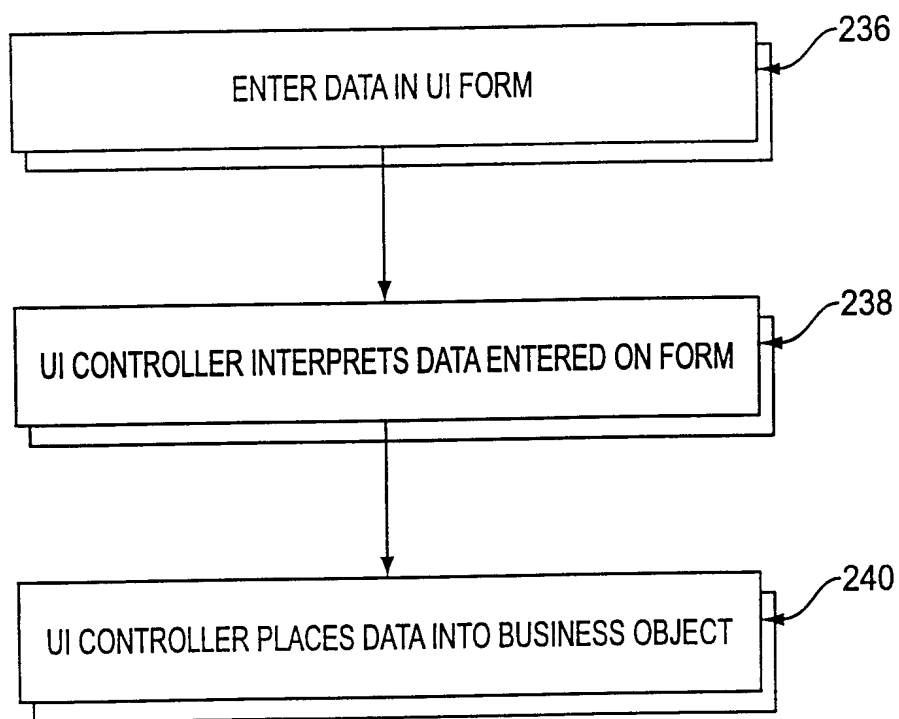 236
ENTER DATA IN UI FORM
238
UI CONTROLLER INTERPRETS DATA ENTERED ON FORM
240
UI CONTROLLER PLACES DATA INTO BUSINESS OBJECT